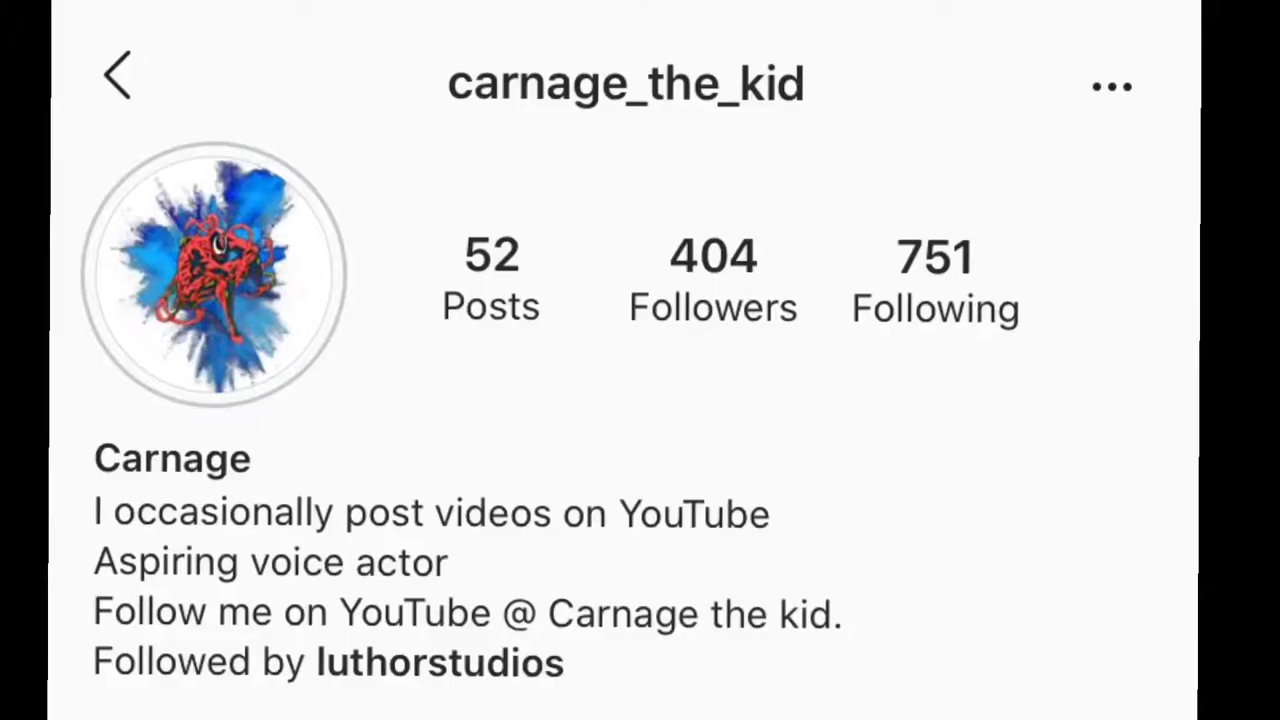 carnage_the_kid
52 404 751
Posts Followers Following
Carnage
I occasionally post videos on YouTube
Aspiring voice actor
Follow me on YouTube @ Carnage the kid.
Followed by luthorstudios